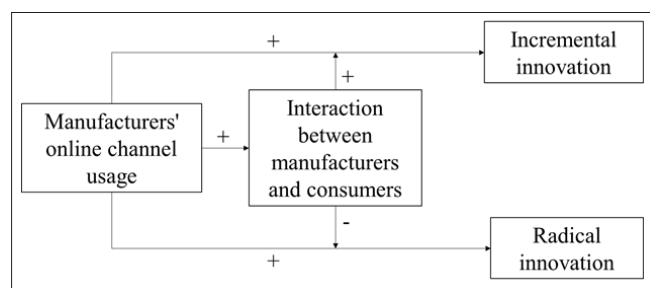 +
Incremental
innovation
+
Manufacturers'
online channel
usage
+
Interaction
between
manufacturers
and consumers
-
+
Radical
innovation